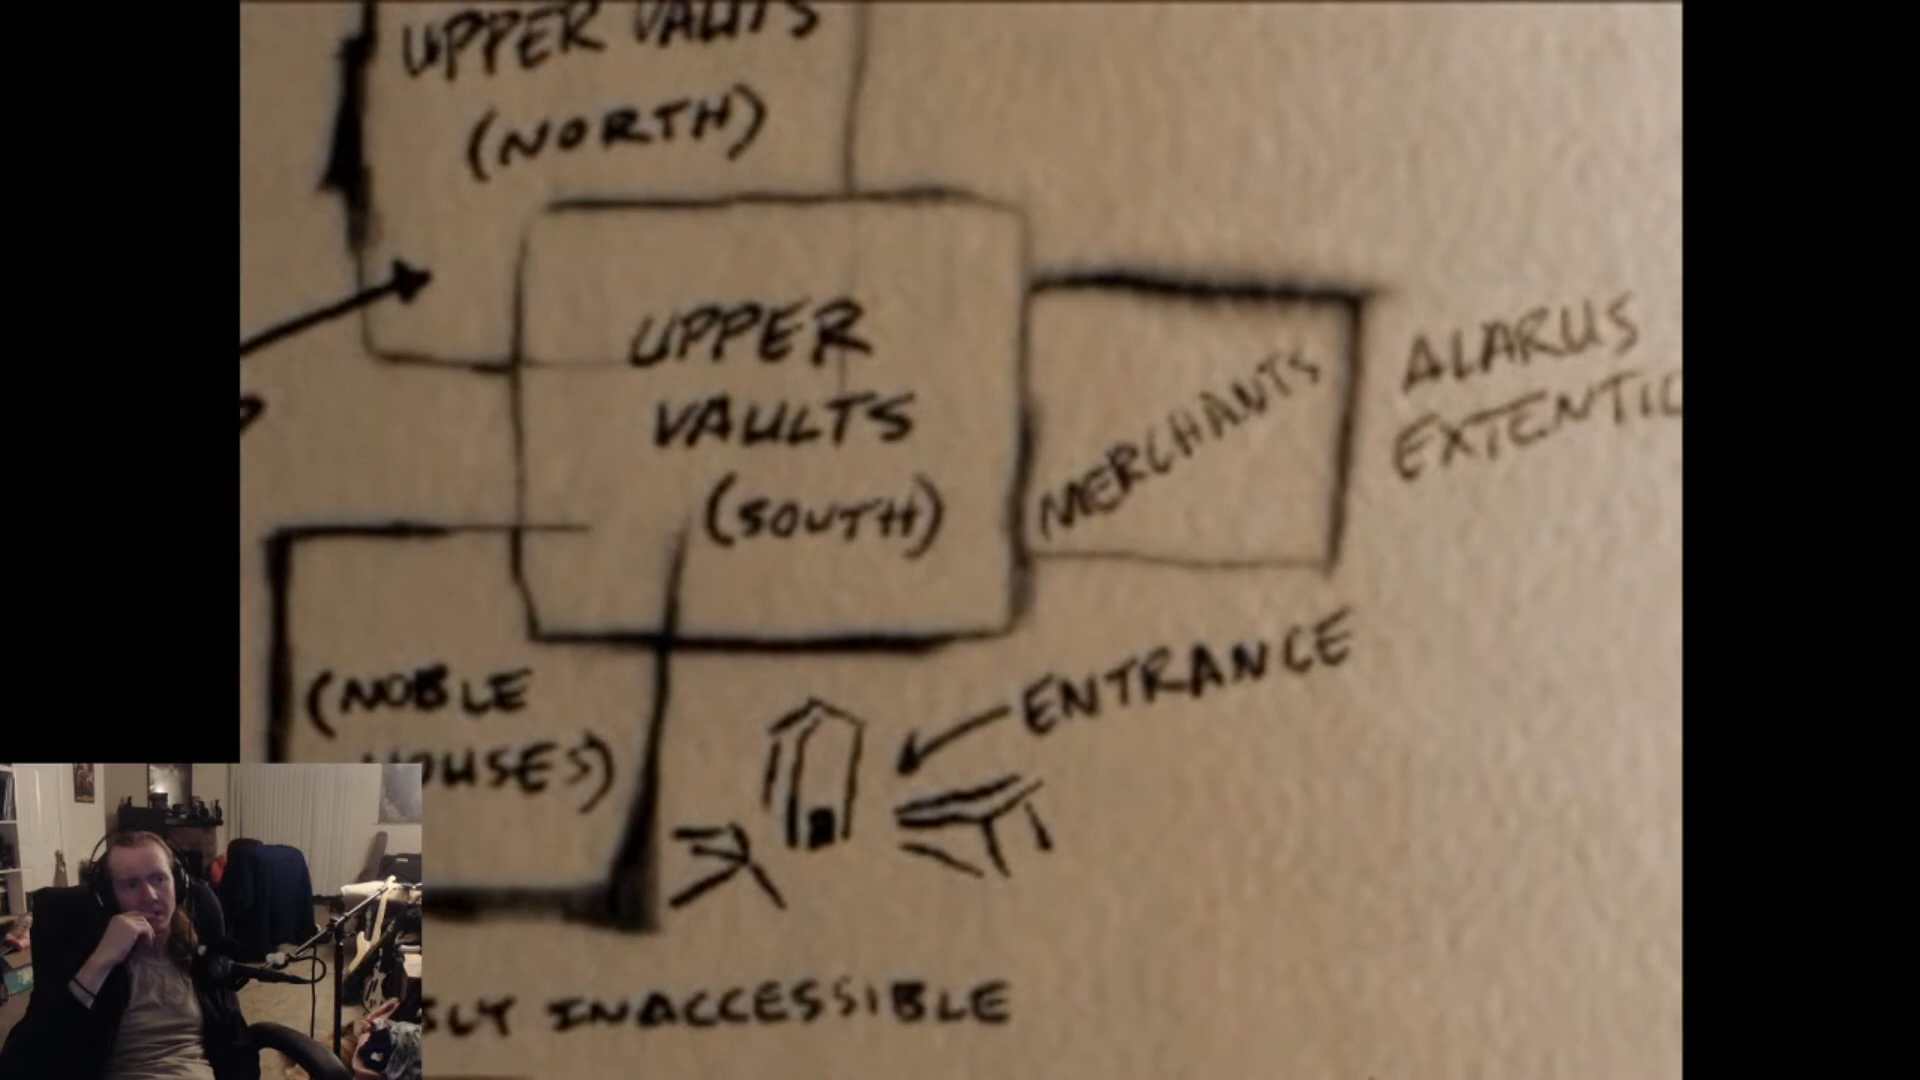 UPPER VAULTS
(NORTH)
UPPER
VAULTS
(SOUTH)
MERCHANTS
ALARUS
ENTRANCE
(NOBLE
INACCESSIBLE